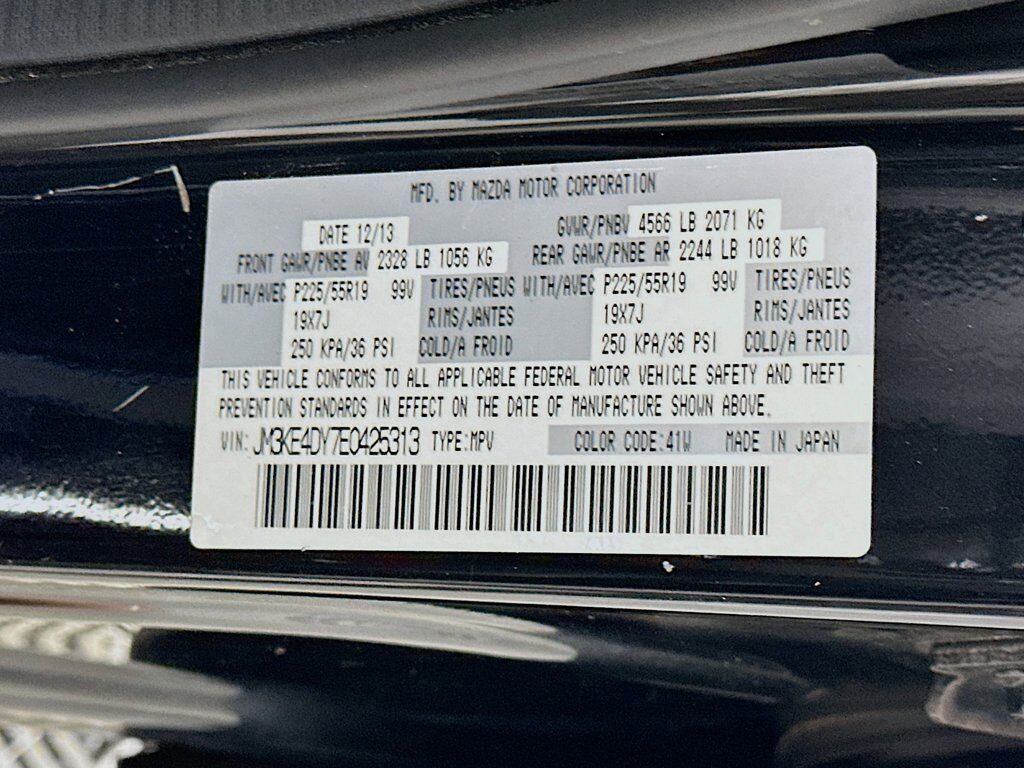 MFD. BY MAZDA MOTOR CORPORATION
DATE 12/13 GVWR/PNBV 4566 LB 2071 KG
FRONT GAWR/PNBE AV 2328 LB 1056 KG REAR GAWR/PNBE AR 2244 LB 1018 KG
WITH/AVEC P225/55R19 99V TIRES/PNEUS WITH/AVEC P225/55R19 99V TIRES/PNEUS
19X7J RIMS/JANTES 19X7J RIMS/JANTES
250 KPA/36 PSI COLD/A FROID 250 KPA/36 PSI COLD/A FROID
THIS VEHICLE CONFORMS TO ALL APPLICABLE FEDERAL MOTOR VEHICLE SAFETY AND THEFT
PREVENTION STANDARDS IN EFFECT ON THE DATE OF MANUFACTURE SHOWN ABOVE.
VIN: JM3KE4DY7E0425313 TYPE:MPV COLOR CODE:41W MADE IN JAPAN